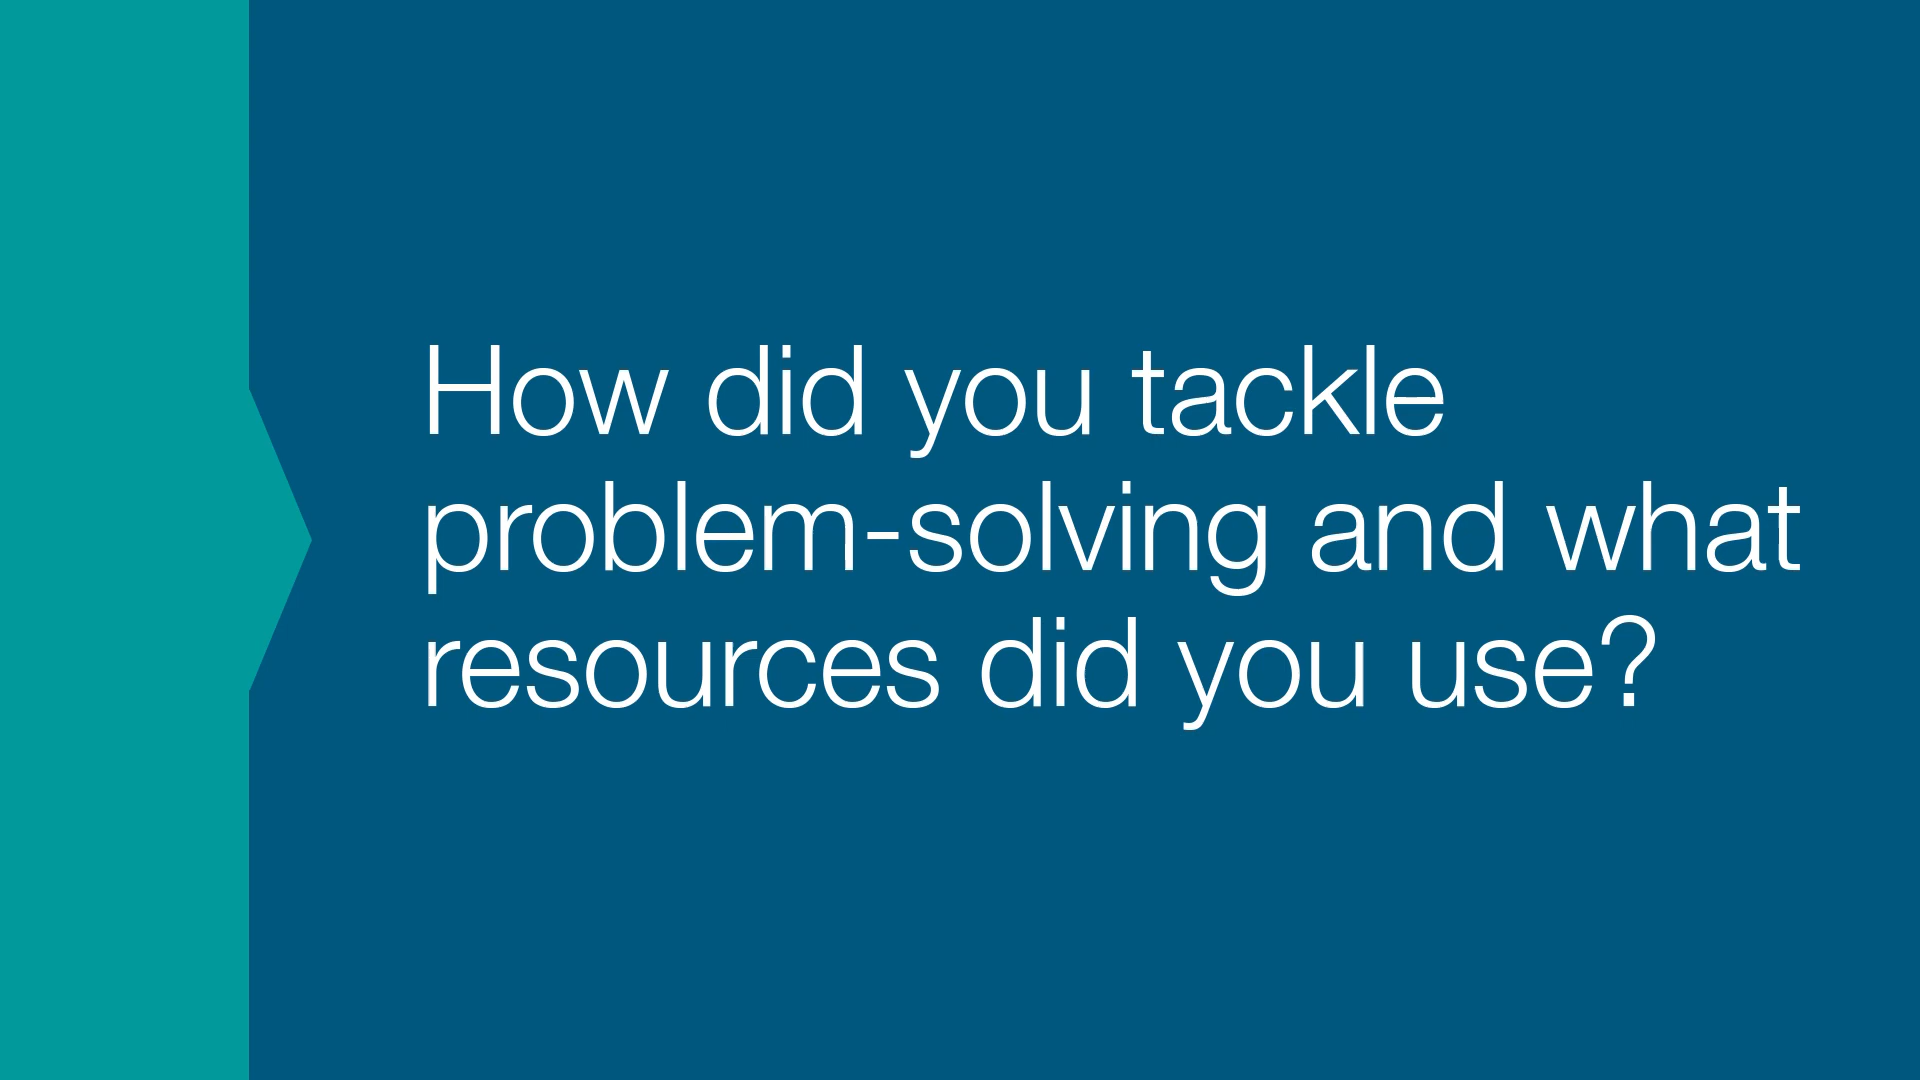 How did you tackle
problem-solving and what
resources did you use?